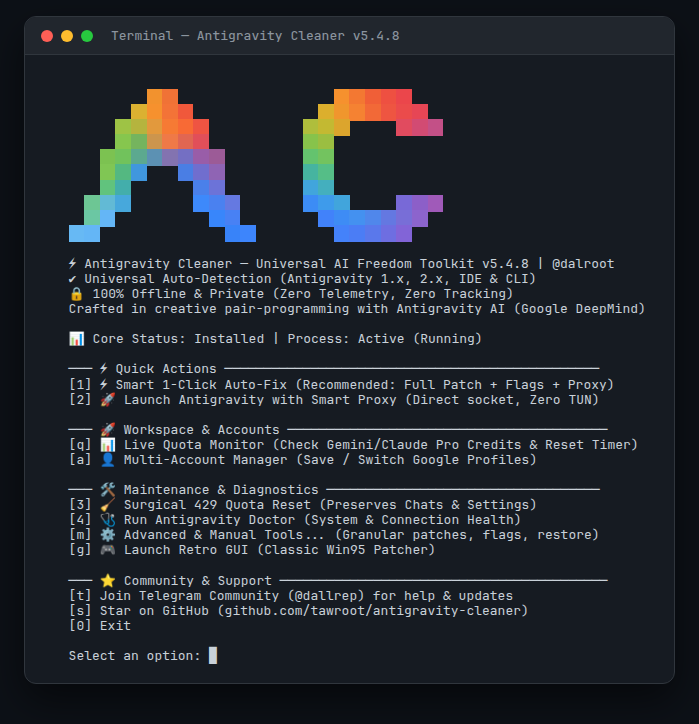 Terminal — Antigravity Cleaner v5.4.8
AC
⚡ Antigravity Cleaner — Universal AI Freedom Toolkit v5.4.8 | @dalroot
✔ Universal Auto-Detection (Antigravity 1.x, 2.x, IDE & CLI)
🔒 100% Offline & Private (Zero Telemetry, Zero Tracking)
Crafted in creative pair-programming with Antigravity AI (Google DeepMind)
📊 Core Status: Installed | Process: Active (Running)
─── ⚡ Quick Actions ────────────────────────────────────────────────
[1] ⚡ Smart 1-Click Auto-Fix (Recommended: Full Patch + Flags + Proxy)
[2] 🚀 Launch Antigravity with Smart Proxy (Direct socket, Zero TUN)
─── 🚀 Workspace & Accounts ─────────────────────────────────────────
[q] 📊 Live Quota Monitor (Check Gemini/Claude Pro Credits & Reset Timer)
[a] 👤 Multi-Account Manager (Save / Switch Google Profiles)
─── 🛠️ Maintenance & Diagnostics ───────────────────────────────────
[3] 🧹 Surgical 429 Quota Reset (Preserves Chats & Settings)
[4] 🩺 Run Antigravity Doctor (System & Connection Health)
[m] ⚙️ Advanced & Manual Tools... (Granular patches, flags, restore)
[g] 🎮 Launch Retro GUI (Classic Win95 Patcher)
─── ⭐ Community & Support ──────────────────────────────────────────
[t] Join Telegram Community (@dallrep) for help & updates
[s] Star on GitHub (github.com/tawroot/antigravity-cleaner)
[0] Exit
Select an option: █